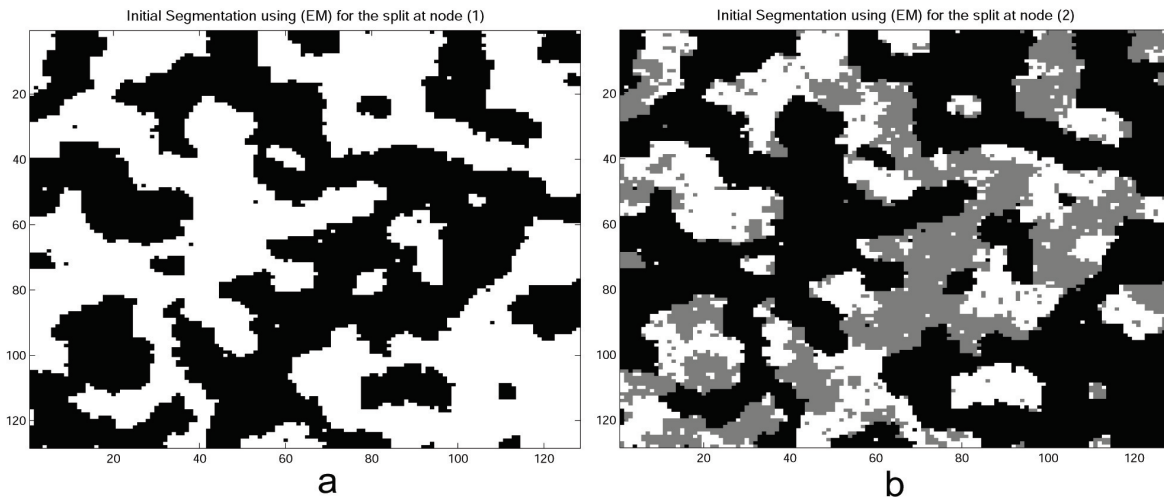 Initial Segmentation using (EM) for the split at node (1)
20
40
60
80
100
120
20 40 60 80 100 120
a
Initial Segmentation using (EM) for the split at node (2)
20
40
60
80
100
120
20 40 60 80 100 120
b